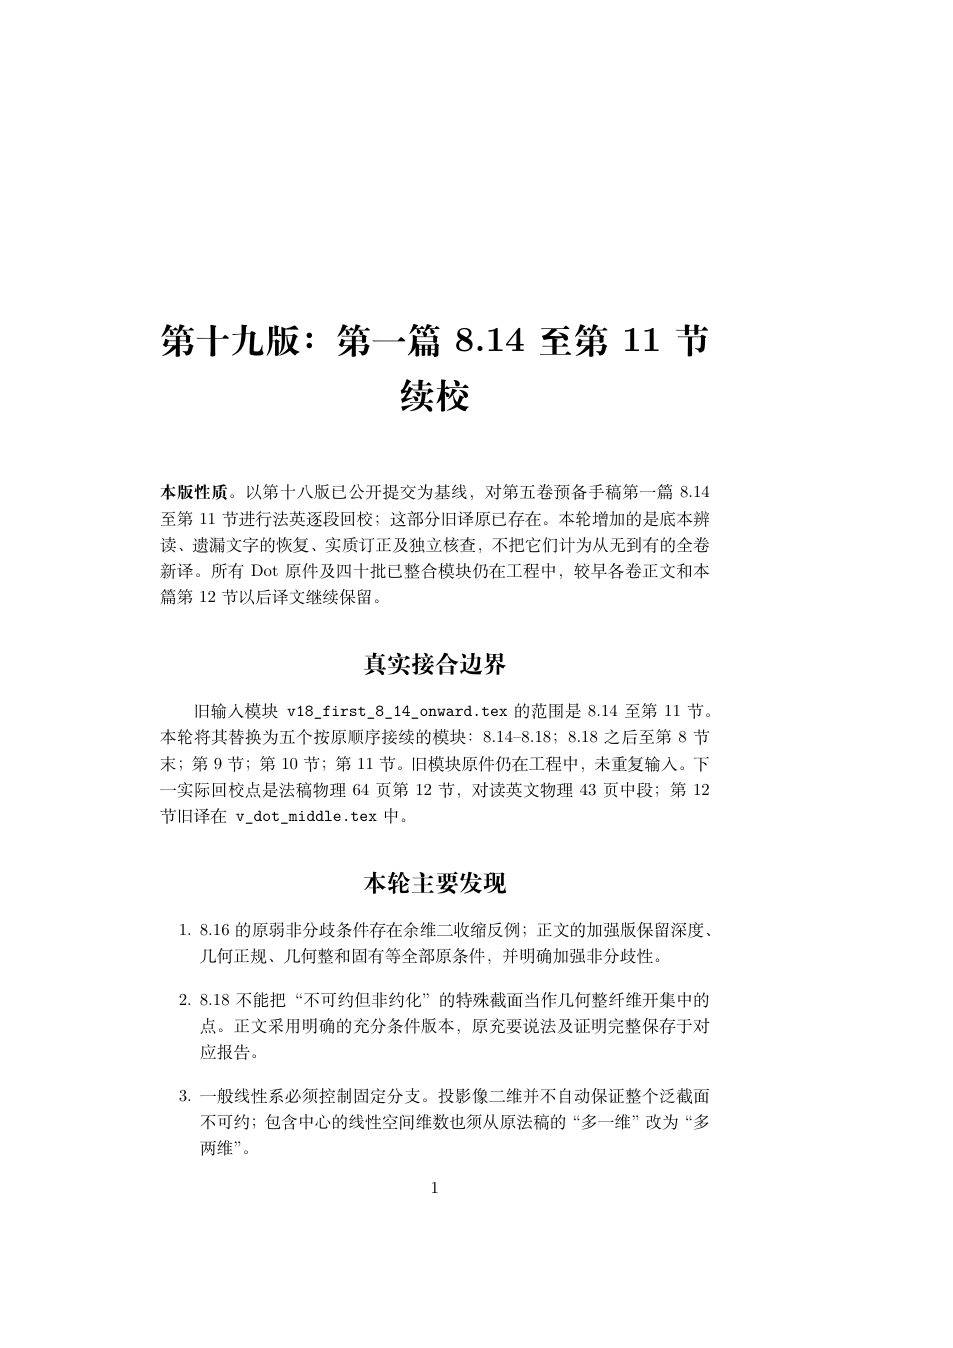 第十九版：第一篇 8.14 至第 11 节
续校
本版性质。以第十八版已公开提交为基线，对第五卷预备手稿第一篇 8.14
至第 11 节进行法英逐段回校；这部分旧译原已存在。本轮增加的是底本辨
读、遗漏文字的恢复、实质订正及独立核查，不把它们计为从无到有的全卷
新译。所有 Dot 原件及四十批已整合模块仍在工程中，较早各卷正文和本
篇第 12 节以后译文继续保留。
真实接合边界
旧输入模块 v18_first_8_14_onward.tex 的范围是 8.14 至第 11 节。
本轮将其替换为五个按原顺序接续的模块：8.14–8.18；8.18 之后至第 8 节
末；第 9 节；第 10 节；第 11 节。旧模块原件仍在工程中，未重复输入。下
一实际回校点是法稿物理 64 页第 12 节，对读英文物理 43 页中段；第 12
节旧译在 v_dot_middle.tex 中。
本轮主要发现
1. 8.16 的原弱非分歧条件存在余维二收缩反例；正文的加强版保留深度、
几何正规、几何整和固有等全部原条件，并明确加强非分歧性。
2. 8.18 不能把“不可约但非约化”的特殊截面当作几何整纤维开集中的
点。正文采用明确的充分条件版本，原充要说法及证明完整保存于对
应报告。
3. 一般线性系必须控制固定分支。投影像二维并不自动保证整个泛截面
不可约；包含中心的线性空间维数也须从原法稿的“多一维”改为“多
两维”。
1